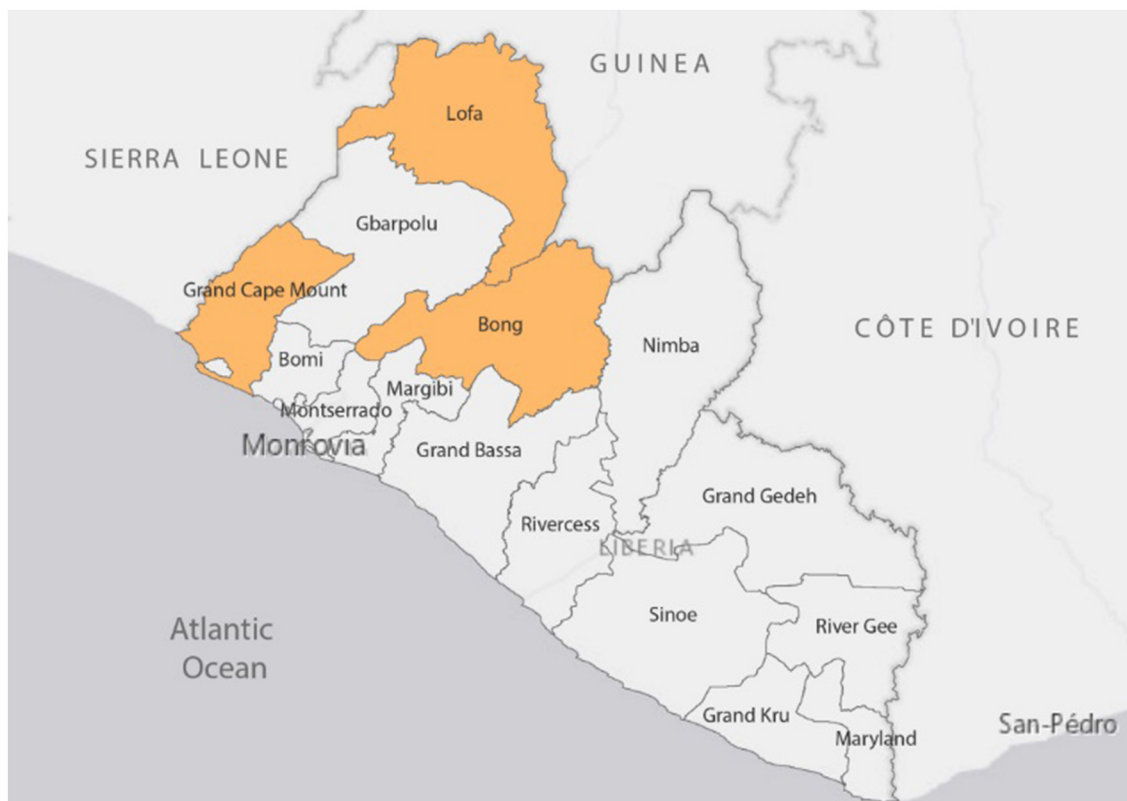 GUINEA
Lofa
SIERRA LEONE
Gbarpolu
Grand Cape Mount
Bong
CÔTE D'IVOIRE
Nimba
Bomi
Margibi
Montserrado
Monrovia
Grand Bassa
Grand Gedeh
Rivercess
LIBERIA
Sinoe
River Gee
Atlantic
Ocean
Grand Kru
San-Pédro
Maryland